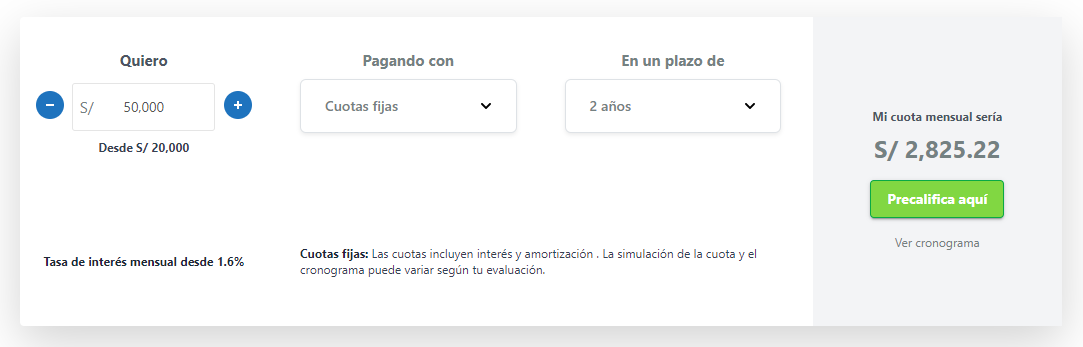 Quiero
S/ 50,000
Desde S/ 20,000
Pagando con
Cuotas fijas
En un plazo de
2 años
Mi cuota mensual sería
S/ 2,825.22
Precalifica aquí
Ver cronograma
Tasa de interés mensual desde 1.6%
Cuotas fijas: Las cuotas incluyen interés y amortización . La simulación de la cuota y el
cronograma puede variar según tu evaluación.